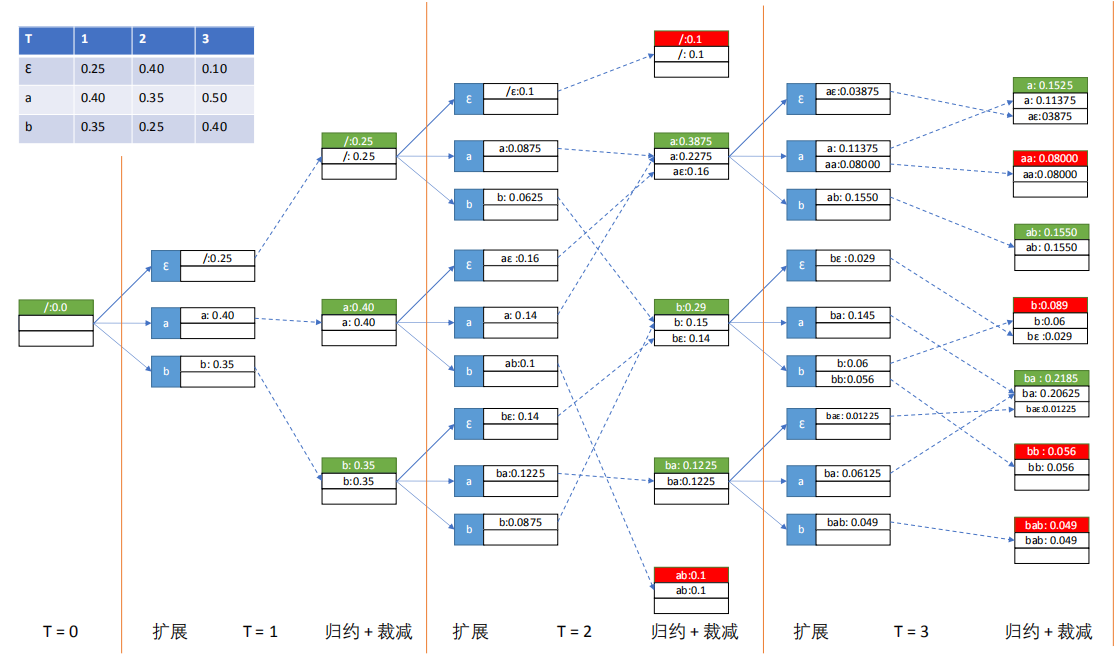 T 1 2 3
ε 0.25 0.40 0.10
a 0.40 0.35 0.50
b 0.35 0.25 0.40
/:0.0
ε
/:0.25
a
a: 0.40
b
b: 0.35
/:0.25
/: 0.25
a:0.40
a: 0.40
b: 0.35
b:0.35
ε
/ε:0.1
a
a:0.0875
b
b: 0.0625
ε
aε :0.16
a
a: 0.14
b
ab:0.1
ε
bε: 0.14
a
ba:0.1225
b
b:0.0875
/:0.1
/: 0.1
a:0.3875
a:0.2275
aε:0.16
b:0.29
b: 0.15
bε: 0.14
ba:0.1225
ba:0.1225
ab:0.1
ab:0.1
ε
aε:0.03875
a
a: 0.11375
aa:0.08000
b
ab: 0.1550
ε
bε :0.029
a
ba: 0.145
b
b:0.06
bb:0.056
ε
baε: 0.01225
a
ba: 0.06125
b
bab: 0.049
a: 0.1525
a: 0.11375
aε:03875
aa: 0.08000
aa:0.08000
ab: 0.1550
ab: 0.1550
b:0.089
b:0.06
bε :0.029
ba : 0.2185
ba: 0.20625
baε:0.01225
bb : 0.056
bb: 0.056
bab: 0.049
bab: 0.049
T = 0 扩展 T = 1 归约 + 裁减 扩展 T = 2 归约 + 裁减 扩展 T = 3 归约 + 裁减